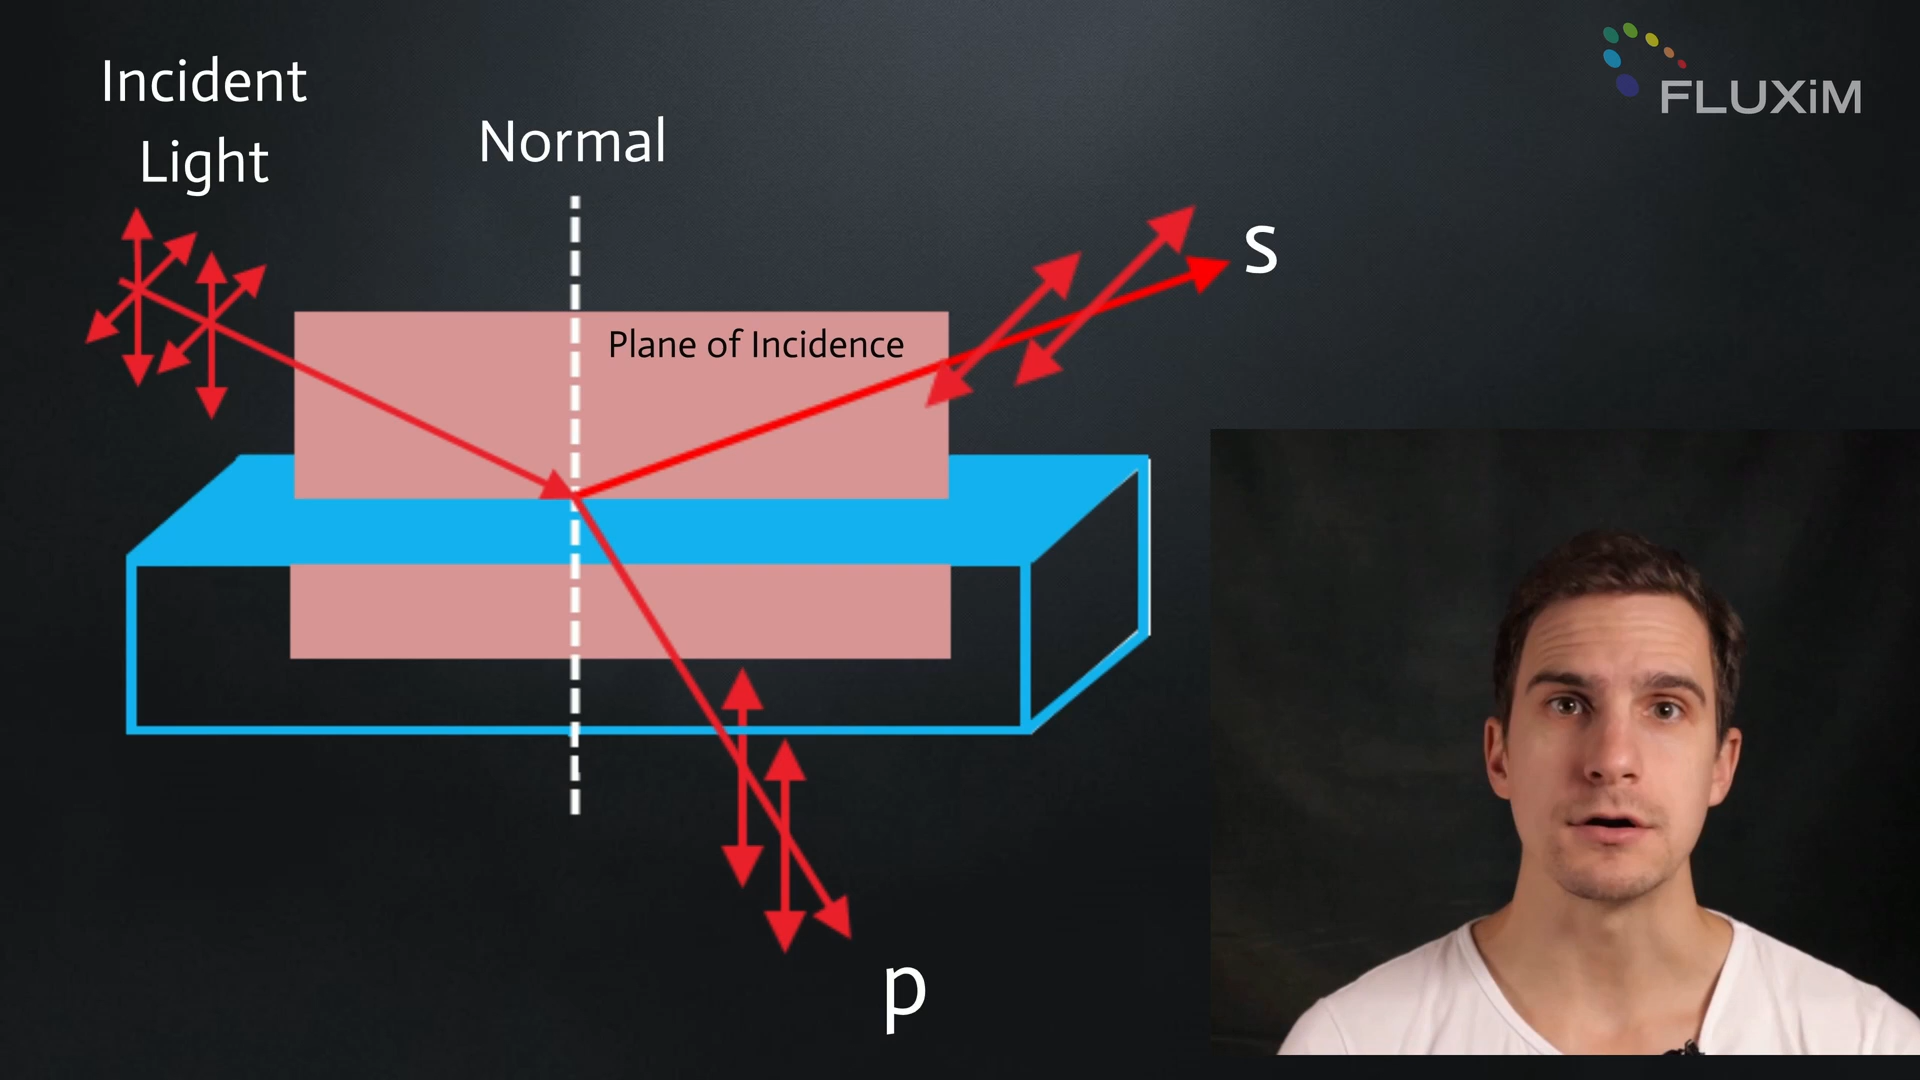 Incident
Light
Normal
FLUXiM
s
Plane of Incidence
p